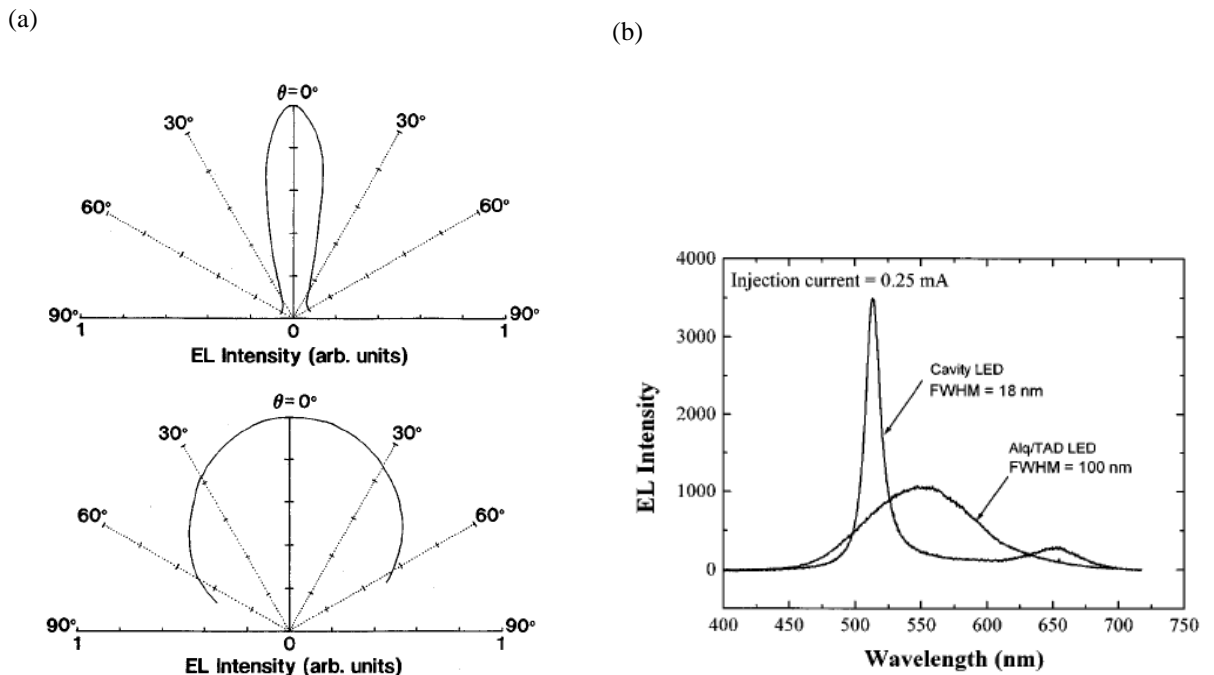 (a)
(b)
θ=0°
30°
30°
60°
60°
90°
90°
1
0
1
EL Intensity (arb. units)
θ=0°
30°
30°
60°
60°
90°
90°
1
0
1
EL Intensity (arb. units)
4000
3000
2000
1000
0
EL Intensity
Injection current = 0.25 mA
Cavity LED
FWHM = 18 nm
Alq/TAD LED
FWHM = 100 nm
400
450
500
550
600
650
700
750
Wavelength (nm)